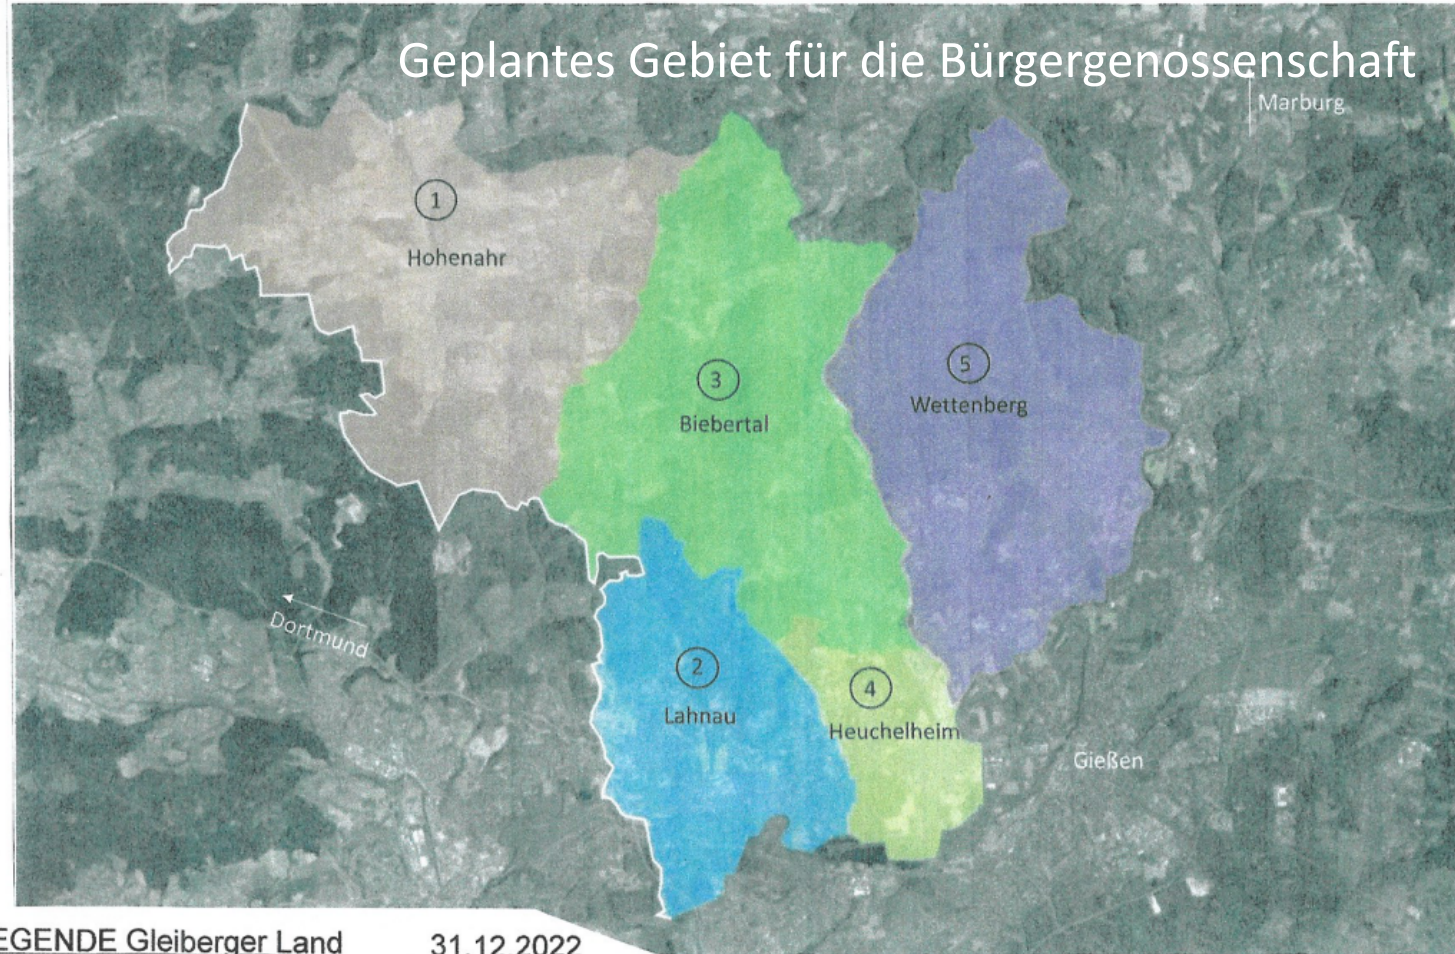 Geplantes Gebiet für die Bürgergenossenschaft
Marburg
1
Hohenahr
3
Biebertal
5
Wettenberg
Dortmund
2
Lahnau
4
Heuchelheim
Gießen
EGENDE Gleiberger Land 31.12.2022